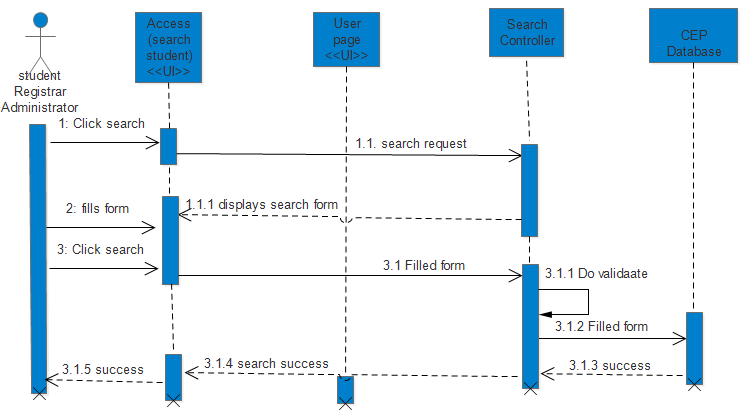 Access
(search
student)
<<UI>>
User
page
<<UI>>
Search
Controller
CEP
Database
student
Registrar
Administrator
1: Click search
1.1. search request
1.1.1 displays search form
2: fills form
3: Click search
3.1 Filled form
3.1.1 Do validaate
3.1.2 Filled form
3.1.3 success
3.1.4 search success
3.1.5 success